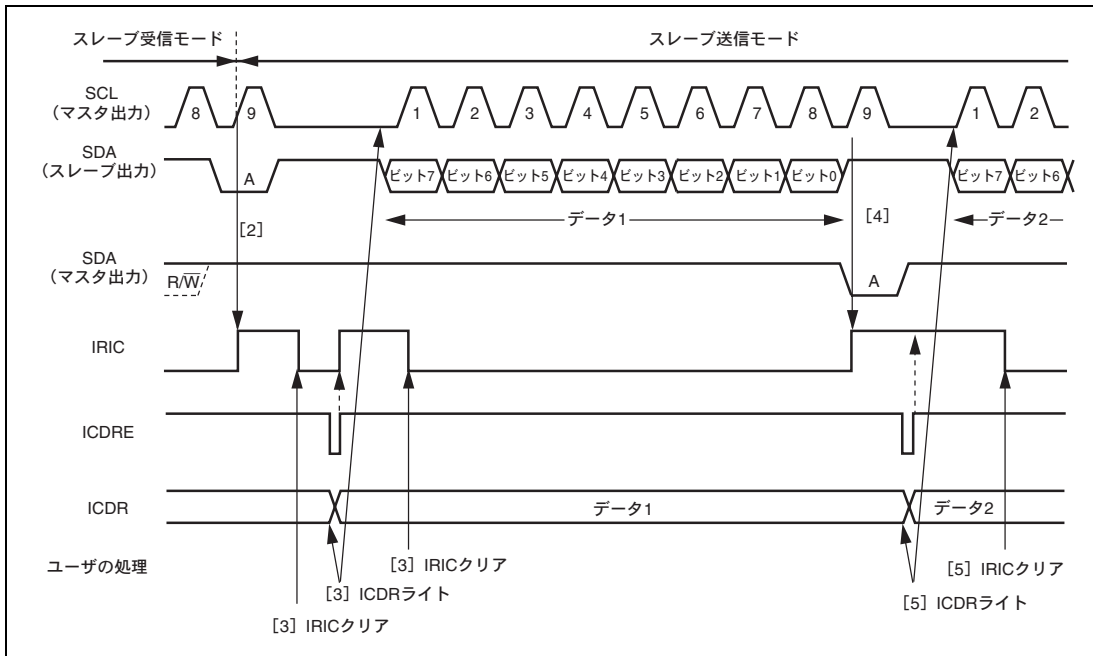 スレーブ受信モード
スレーブ送信モード
SCL
(マスタ出力)
8
9
1
2
3
4
5
6
7
8
9
1
2
SDA
(スレーブ出力)
A
ビット7
ビット6
ビット5
ビット4
ビット3
ビット2
ビット1
ビット0
ビット7
ビット6
[2]
データ1
[4]
データ2
SDA
(マスタ出力)
R/W
A
IRIC
ICDRE
ICDR
データ1
データ2
ユーザの処理
[3] IRICクリア
[5] IRICクリア
[3] ICDRライト
[5] ICDRライト
[3] IRICクリア